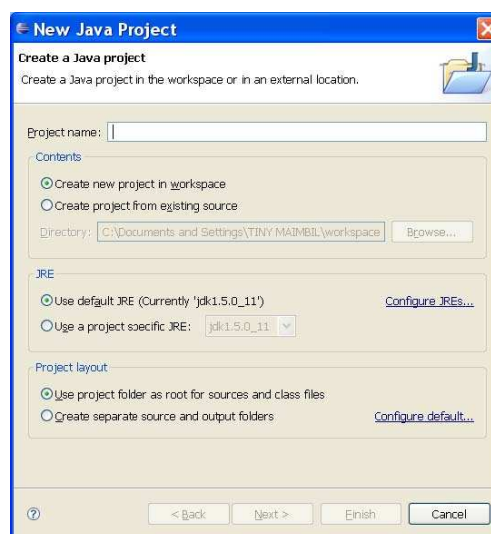 New Java Project
Create a Java project
Create a Java project in the workspace or in an external location.
Project name:
Contents
Create new project in workspace
Create project from existing source
Directory: C:\Documents and Settings\TINY MAIMBIL\workspace Browse...
JRE
Use default JRE (Currently 'jdk1.5.0_11') Configure JREs...
Use a project specific JRE: jdk1.5.0_11
Project layout
Use project folder as root for sources and class files
Create separate source and output folders Configure default...
? < Back Next > Finish Cancel